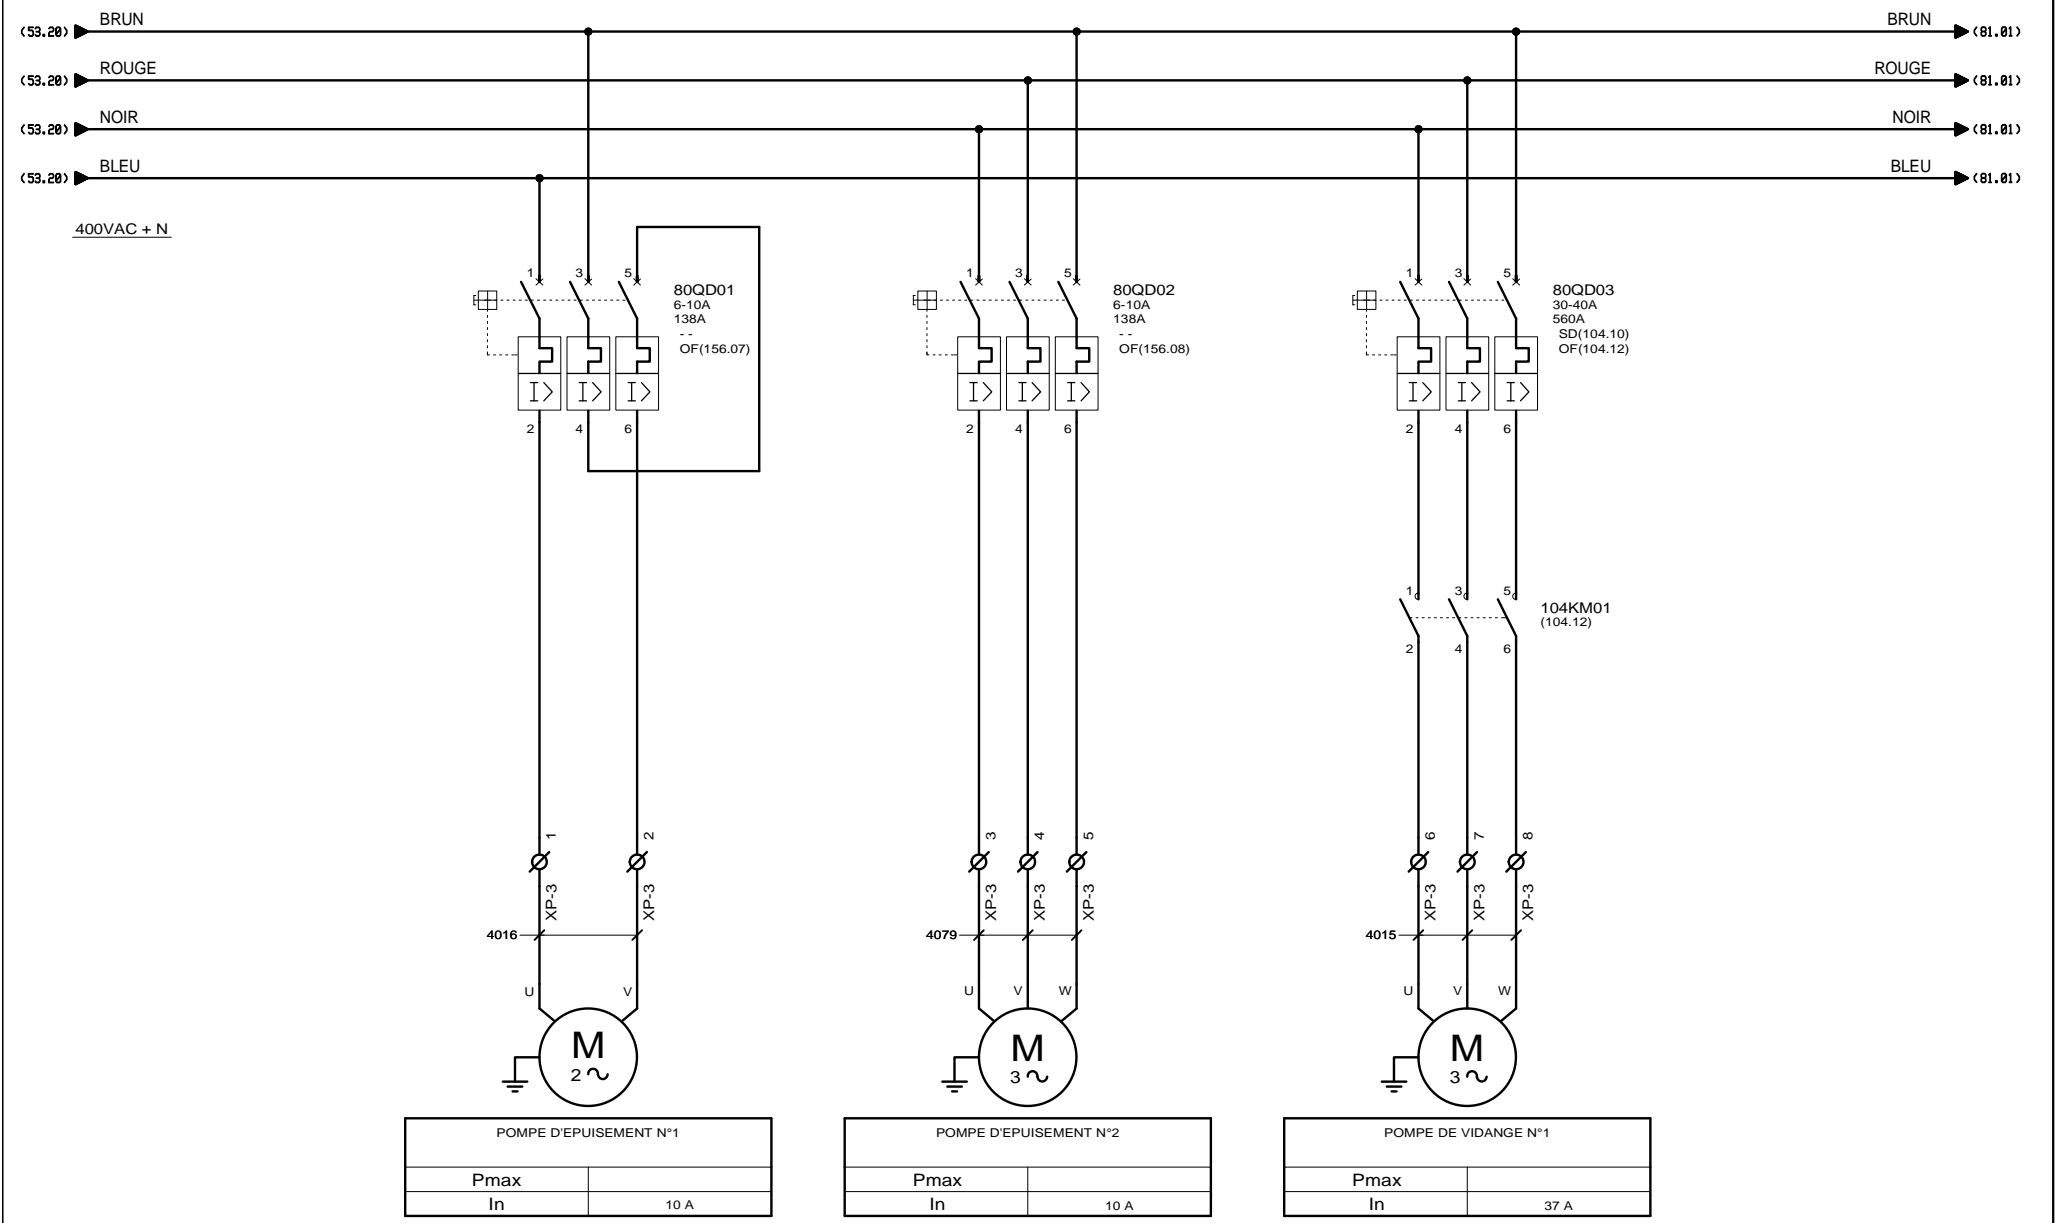 BRUN BRUN
(53.20) (81.01)
ROUGE ROUGE
(53.20) (81.01)
NOIR NOIR
(53.20) (81.01)
BLEU BLEU
(53.20) (81.01)
400VAC + N
1 3 5
80QD01
6-10A
138A
- -
OF(156.07)
I> I> I>
2 4 6
1 3 5
80QD02
6-10A
138A
- -
OF(156.08)
I> I> I>
2 4 6
1 3 5
80QD03
30-40A
560A
SD(104.10)
OF(104.12)
I> I> I>
2 4 6
1 3 5
104KM01
(104.12)
2 4 6
1 2
XP-3 XP-3
4016
U V
M
2
3 4 5
XP-3 XP-3 XP-3
4079
U V W
M
3
6 7 8
XP-3 XP-3 XP-3
4015
U V W
M
3
POMPE D'EPUISEMENT N°1
Pmax
In 10 A
POMPE D'EPUISEMENT N°2
Pmax
In 10 A
POMPE DE VIDANGE N°1
Pmax
In 37 A